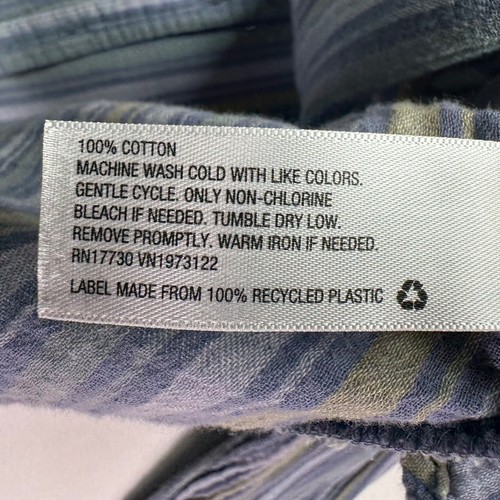 100% COTTON
MACHINE WASH COLD WITH LIKE COLORS.
GENTLE CYCLE. ONLY NON-CHLORINE
BLEACH IF NEEDED. TUMBLE DRY LOW.
REMOVE PROMPTLY. WARM IRON IF NEEDED.
RN17730 VN1973122
LABEL MADE FROM 100% RECYCLED PLASTIC